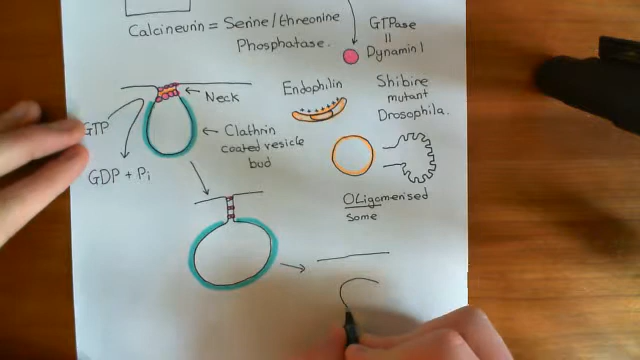 Calcineurin = Serine/threonine
Phosphatase.
GTPase
=
Dynamin 1
Endophilin
Shibire
mutant
Drosophila.
Neck
GTP
Clathrin
coated vesicle
bud
GDP + Pi
OLigomerised
some